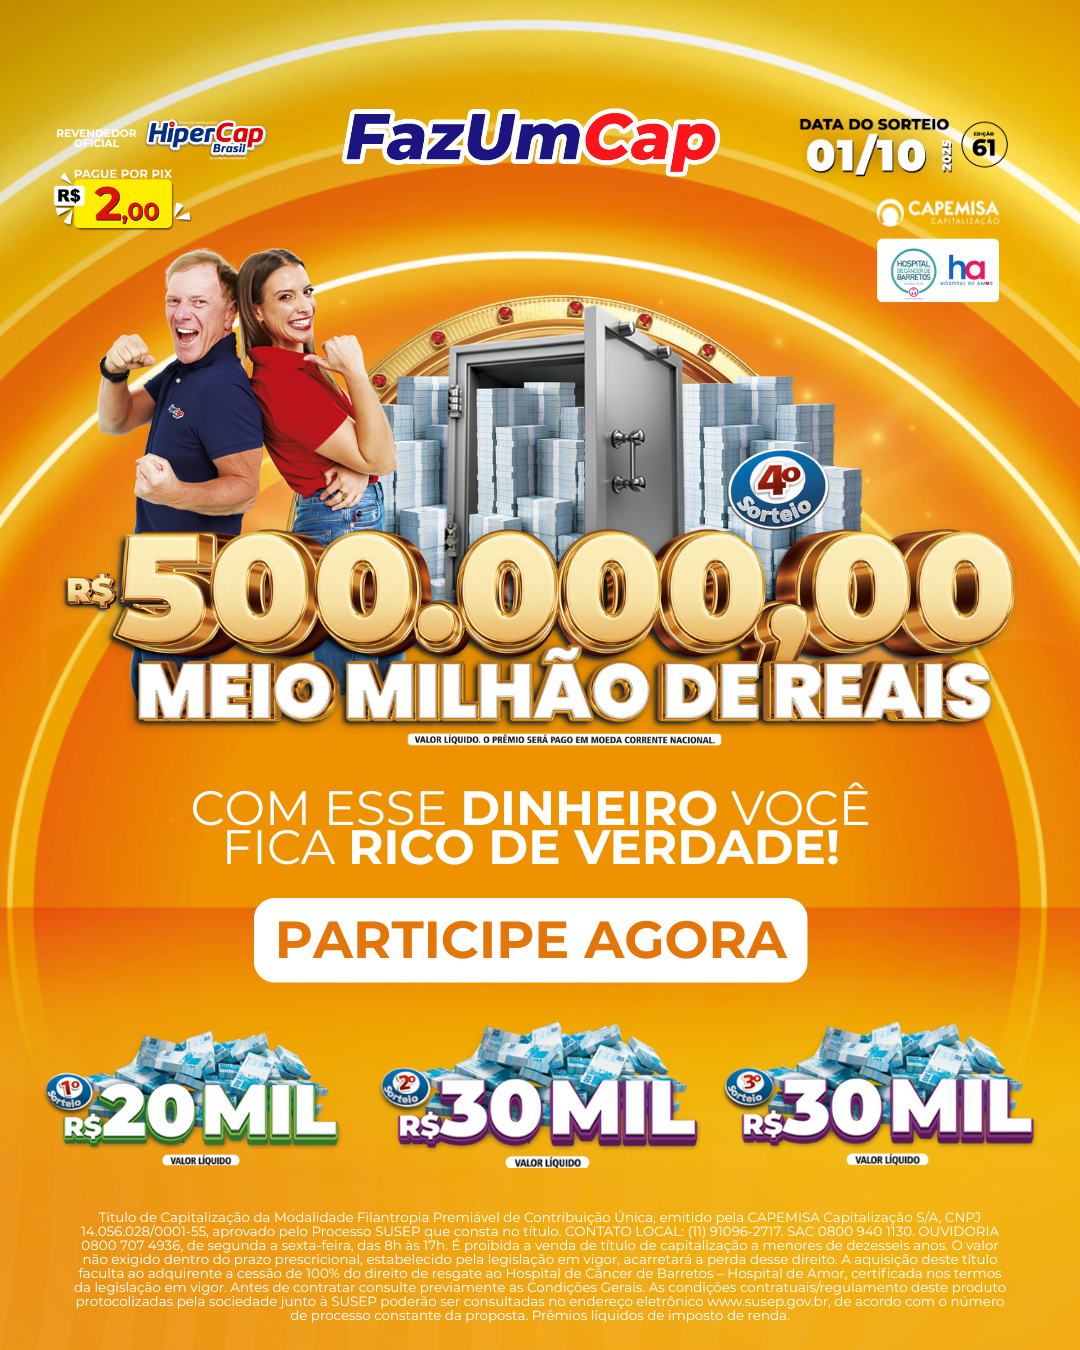 REVENDEDOR
OFICIAL
HiperCap
Brasil
PAGUE POR PIX
R$ 2,00
FazUmCap
DATA DO SORTEIO
01/10 2025
EDIÇÃO
61
CAPEMISA
CAPITALIZAÇÃO
HOSPITAL
DE CÂNCER DE
BARRETOS
ha
HOSPITAL DE AMOR
4º
Sorteio
R$ 500.000,00
MEIO MILHÃO DE REAIS
VALOR LÍQUIDO. O PRÊMIO SERÁ PAGO EM MOEDA CORRENTE NACIONAL.
COM ESSE DINHEIRO VOCÊ
FICA RICO DE VERDADE!
PARTICIPE AGORA
1º
Sorteio
R$ 20 MIL
VALOR LÍQUIDO
2º
Sorteio
R$ 30 MIL
VALOR LÍQUIDO
3º
Sorteio
R$ 30 MIL
VALOR LÍQUIDO
Título de Capitalização da Modalidade Filantropia Premiável de Contribuição Única, emitido pela CAPEMISA Capitalização S/A, CNPJ
14.056.028/0001-55, aprovado pelo Processo SUSEP que consta no título. CONTATO LOCAL: (11) 91096-2717. SAC 0800 940 1130. OUVIDORIA
0800 707 4936, de segunda a sexta-feira, das 8h às 17h. É proibida a venda de título de capitalização a menores de dezesseis anos. O valor
não exigido dentro do prazo prescricional, estabelecido pela legislação em vigor, acarretará a perda desse direito. A aquisição deste título
faculta ao adquirente a cessão de 100% do direito de resgate ao Hospital de Câncer de Barretos – Hospital de Amor, certificada nos termos
da legislação em vigor. Antes de contratar consulte previamente as Condições Gerais. As condições contratuais/regulamento deste produto
protocolizadas pela sociedade junto à SUSEP poderão ser consultadas no endereço eletrônico www.susep.gov.br, de acordo com o número
de processo constante da proposta. Prêmios líquidos de imposto de renda.